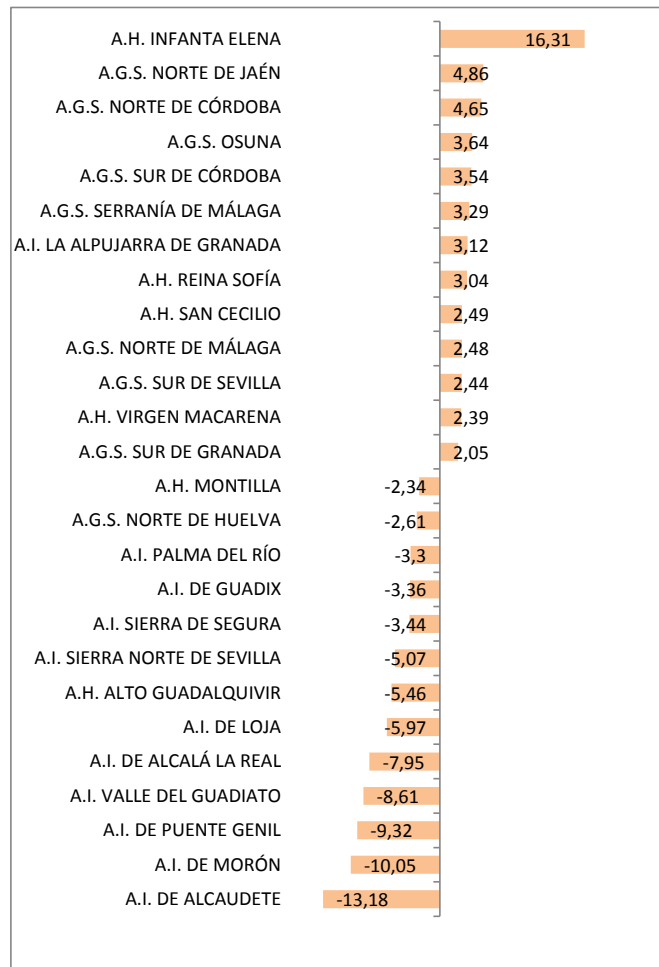 A.H. INFANTA ELENA 16,31
A.G.S. NORTE DE JAÉN 4,86
A.G.S. NORTE DE CÓRDOBA 4,65
A.G.S. OSUNA 3,64
A.G.S. SUR DE CÓRDOBA 3,54
A.G.S. SERRANÍA DE MÁLAGA 3,29
A.I. LA ALPUJARRA DE GRANADA 3,12
A.H. REINA SOFÍA 3,04
A.H. SAN CECILIO 2,49
A.G.S. NORTE DE MÁLAGA 2,48
A.G.S. SUR DE SEVILLA 2,44
A.H. VIRGEN MACARENA 2,39
A.G.S. SUR DE GRANADA 2,05
A.H. MONTILLA -2,34
A.G.S. NORTE DE HUELVA -2,61
A.I. PALMA DEL RÍO -3,3
A.I. DE GUADIX -3,36
A.I. SIERRA DE SEGURA -3,44
A.I. SIERRA NORTE DE SEVILLA -5,07
A.H. ALTO GUADALQUIVIR -5,46
A.I. DE LOJA -5,97
A.I. DE ALCALÁ LA REAL -7,95
A.I. VALLE DEL GUADIATO -8,61
A.I. DE PUENTE GENIL -9,32
A.I. DE MORÓN -10,05
A.I. DE ALCAUDETE -13,18